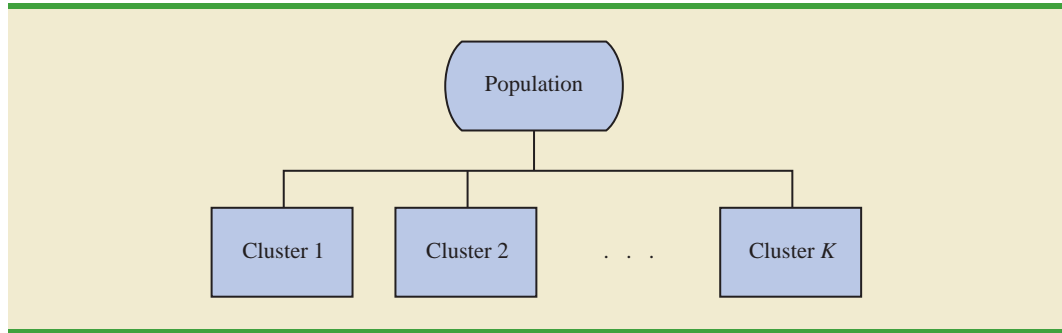 Population
Cluster 1
Cluster 2
. . .
Cluster K